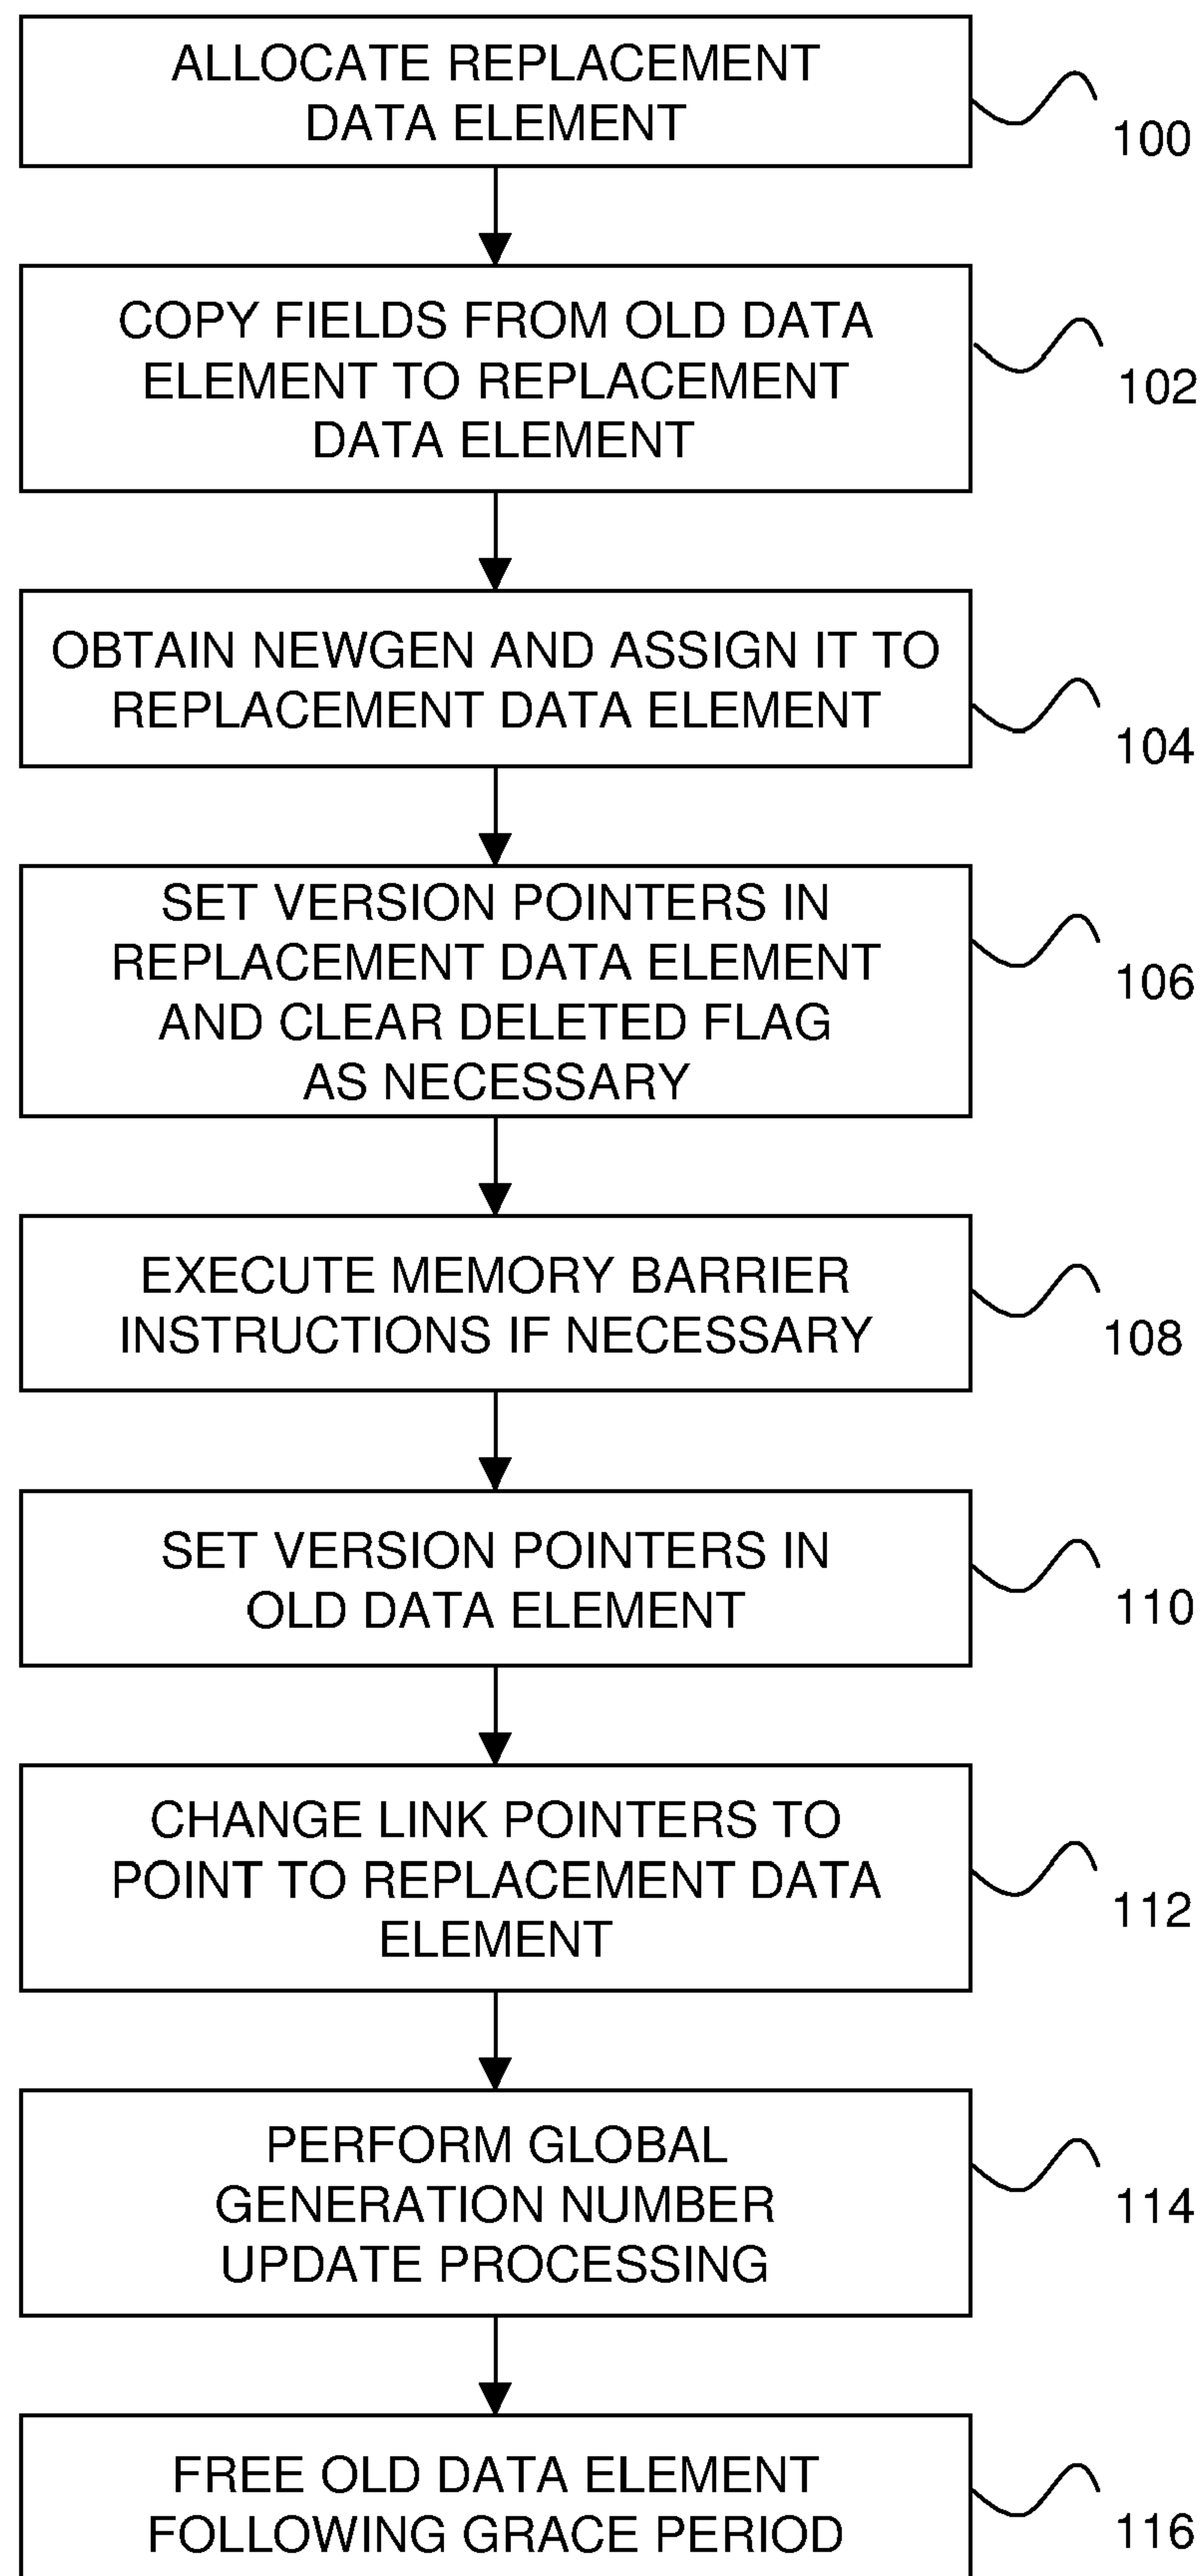 ALLOCATE REPLACEMENT
DATA ELEMENT
100
COPY FIELDS FROM OLD DATA
ELEMENT TO REPLACEMENT
DATA ELEMENT
102
OBTAIN NEWGEN AND ASSIGN IT TO
REPLACEMENT DATA ELEMENT
104
SET VERSION POINTERS IN
REPLACEMENT DATA ELEMENT
AND CLEAR DELETED FLAG
AS NECESSARY
106
EXECUTE MEMORY BARRIER
INSTRUCTIONS IF NECESSARY
108
SET VERSION POINTERS IN
OLD DATA ELEMENT
110
CHANGE LINK POINTERS TO
POINT TO REPLACEMENT DATA
ELEMENT
112
PERFORM GLOBAL
GENERATION NUMBER
UPDATE PROCESSING
114
FREE OLD DATA ELEMENT
FOLLOWING GRACE PERIOD
116